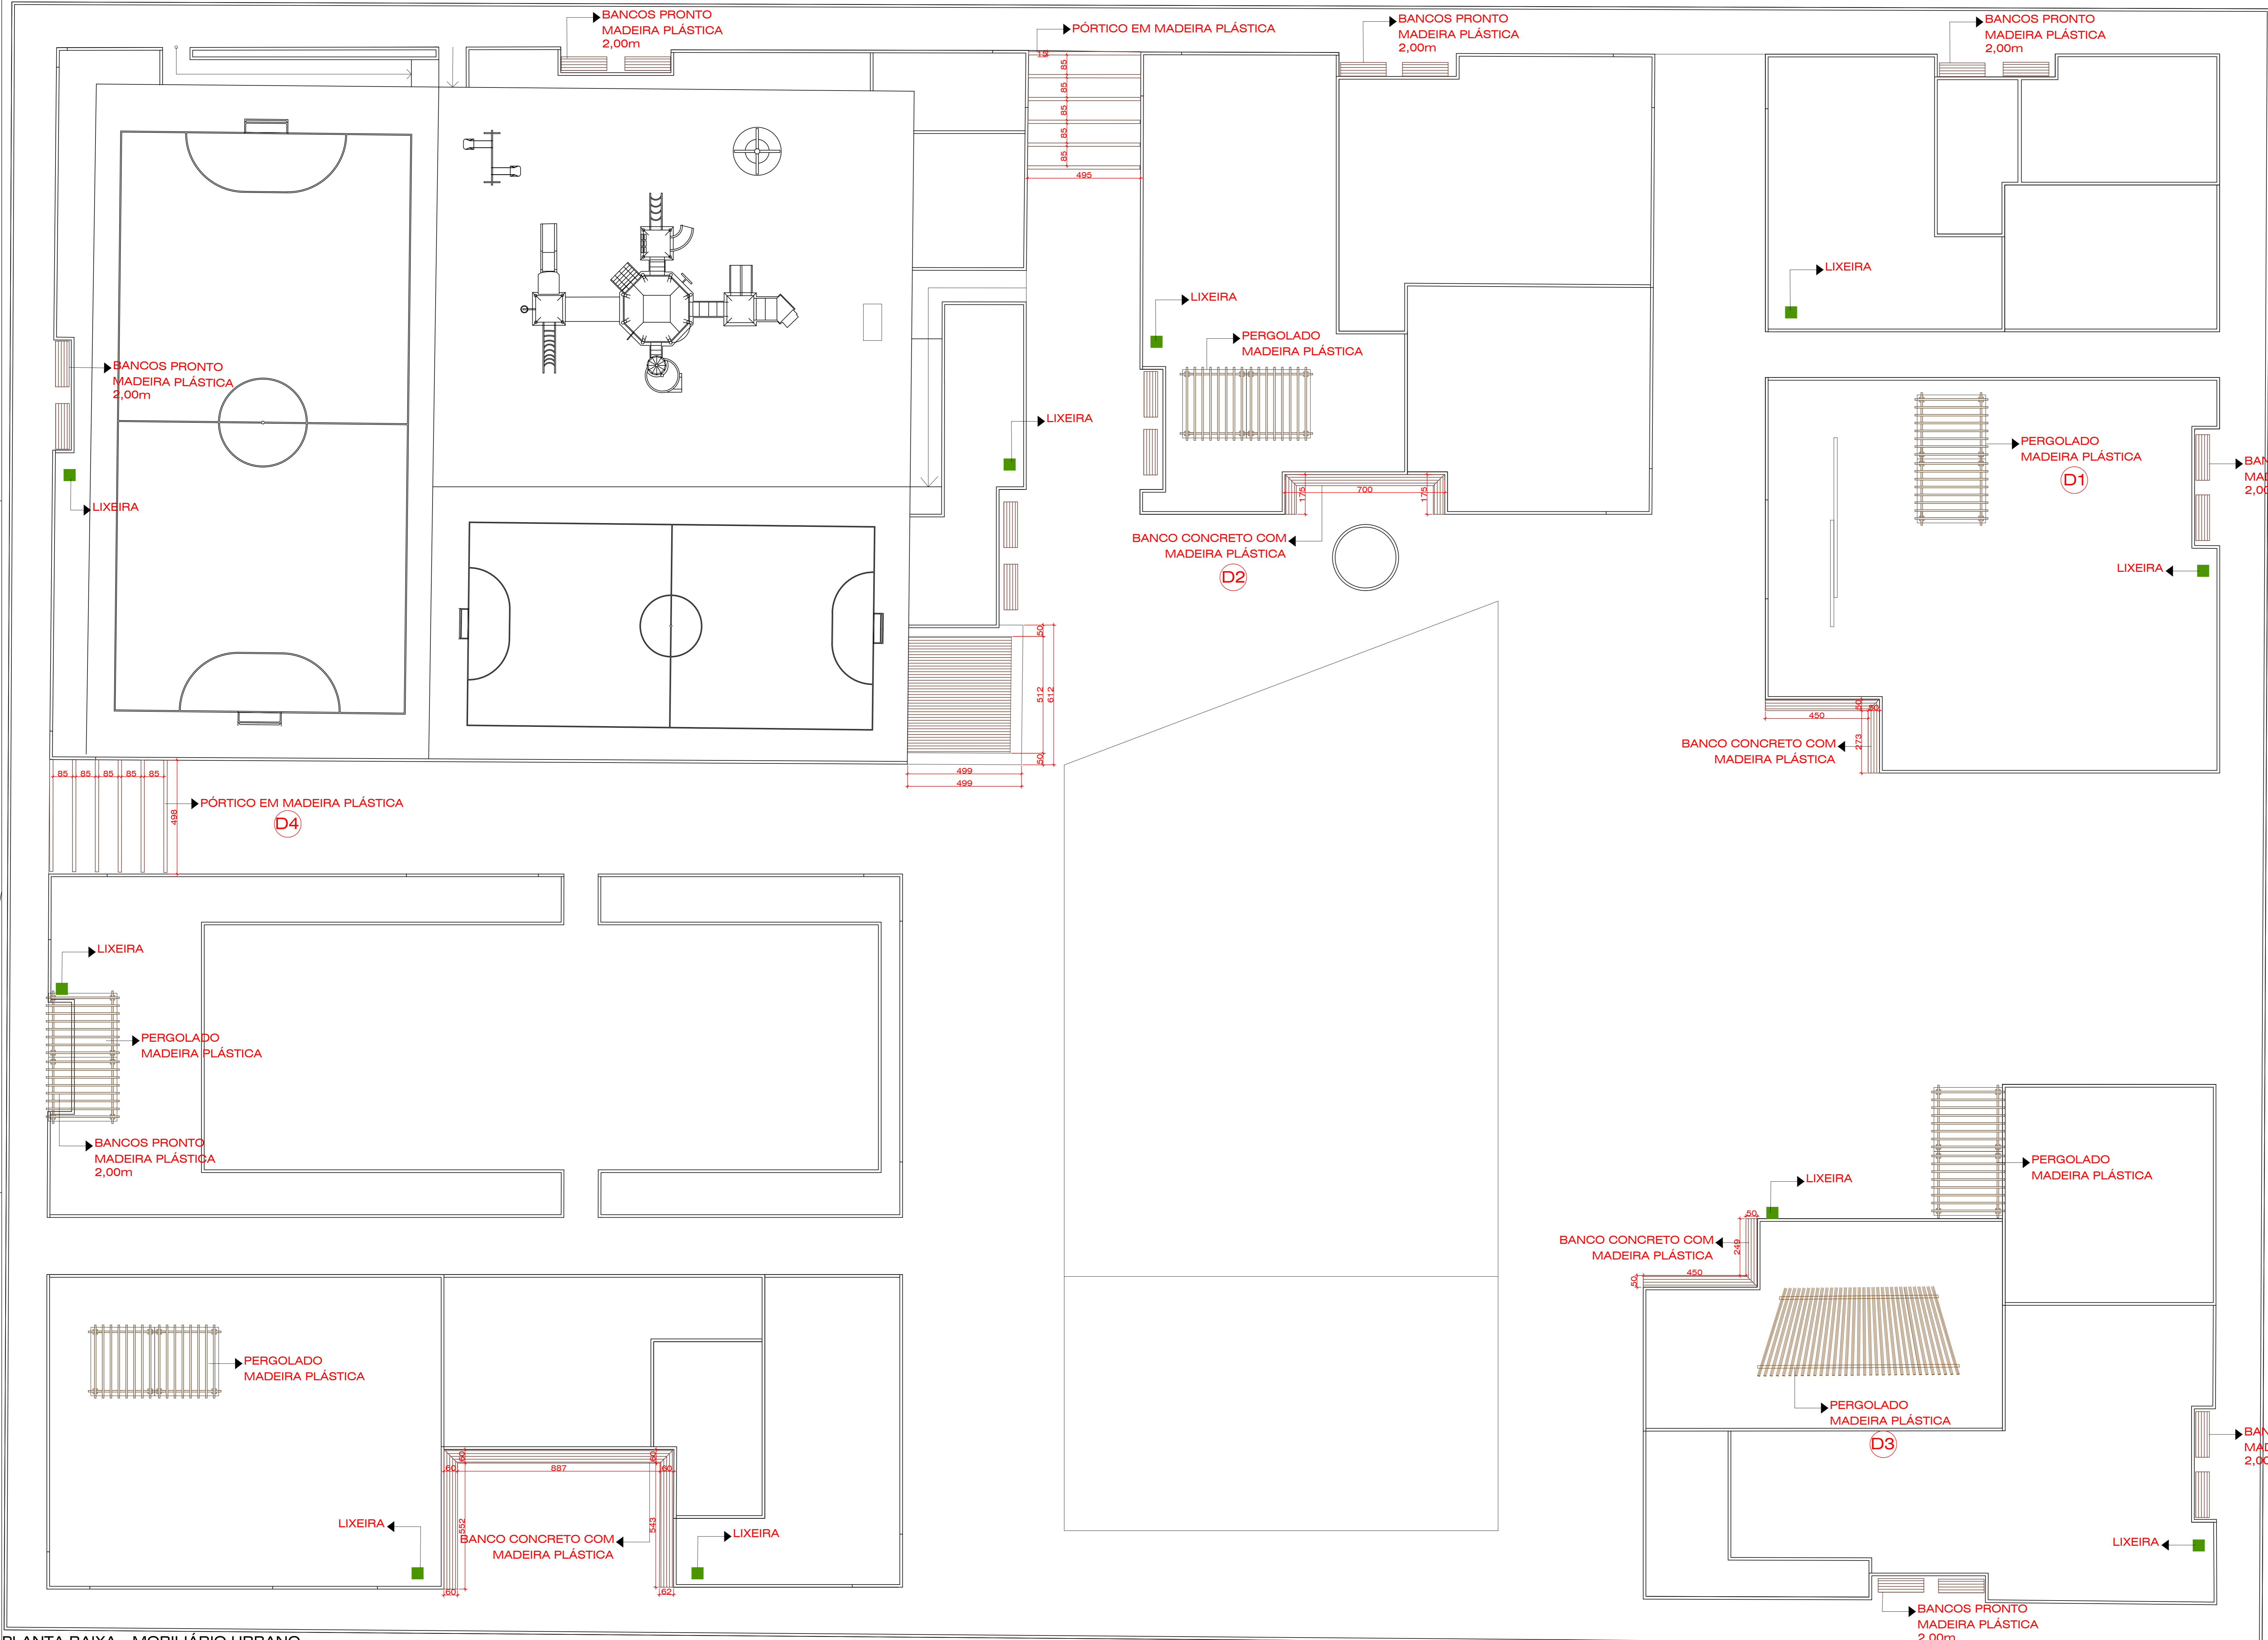 BANCOS PRONTO
MADEIRA PLÁSTICA
2,00m
PÓRTICO EM MADEIRA PLÁSTICA
BANCOS PRONTO
MADEIRA PLÁSTICA
2,00m
BANCOS PRONTO
MADEIRA PLÁSTICA
2,00m
85
85
85
85
85
495
LIXEIRA
LIXEIRA
PERGOLADO
MADEIRA PLÁSTICA
BANCOS PRONTO
MADEIRA PLÁSTICA
2,00m
LIXEIRA
LIXEIRA
PERGOLADO
MADEIRA PLÁSTICA
D1
175
700
175
BANCO CONCRETO COM
MADEIRA PLÁSTICA
D2
LIXEIRA
50
512
612
50
499
499
450
50
50
273
BANCO CONCRETO COM
MADEIRA PLÁSTICA
85
85
85
85
85
498
PÓRTICO EM MADEIRA PLÁSTICA
D4
LIXEIRA
PERGOLADO
MADEIRA PLÁSTICA
BANCOS PRONTO
MADEIRA PLÁSTICA
2,00m
PERGOLADO
MADEIRA PLÁSTICA
LIXEIRA
50
249
BANCO CONCRETO COM
MADEIRA PLÁSTICA
450
50
PERGOLADO
MADEIRA PLÁSTICA
PERGOLADO
MADEIRA PLÁSTICA
D3
60
60
60
887
60
552
543
LIXEIRA
BANCO CONCRETO COM
MADEIRA PLÁSTICA
LIXEIRA
60
62
LIXEIRA
BANCOS PRONTO
MADEIRA PLÁSTICA
2,00m
PLANTA BAIXA - MOBILIÁRIO URBANO